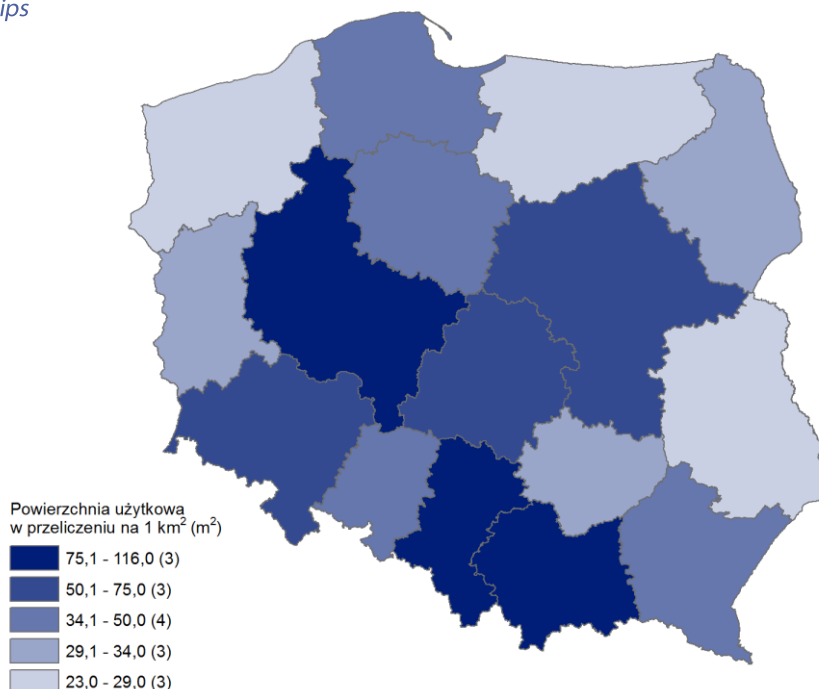 ips
Powierzchnia użytkowa
w przeliczeniu na 1 km² (m²)
75,1 - 116,0 (3)
50,1 - 75,0 (3)
34,1 - 50,0 (4)
29,1 - 34,0 (3)
23,0 - 29,0 (3)